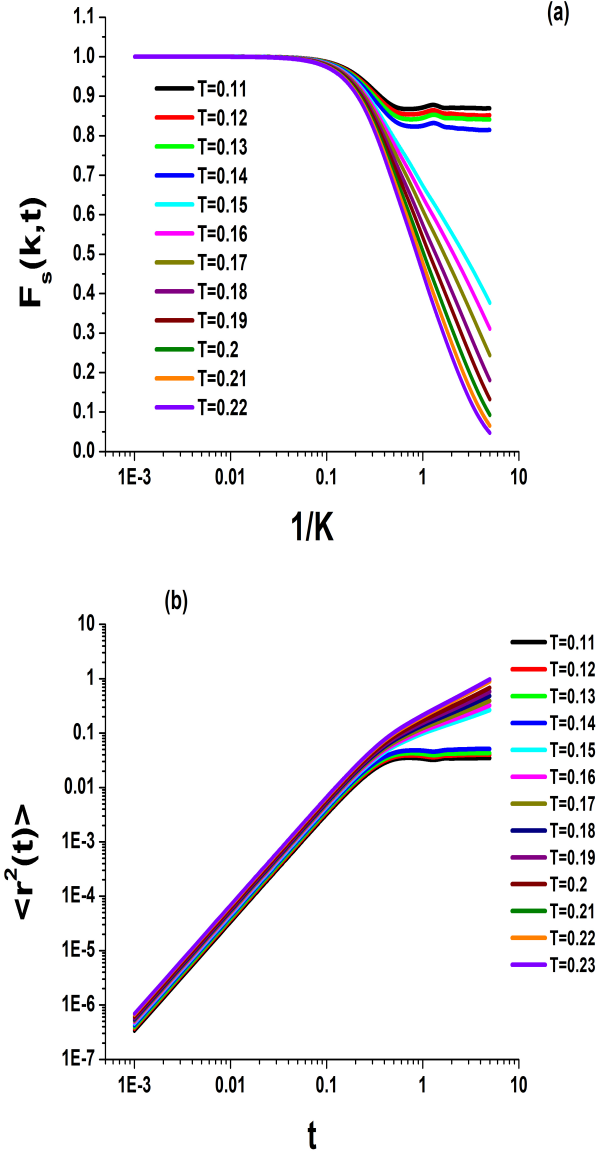 (a)
1.1
1.0
0.9
0.8
0.7
0.6
0.5
0.4
0.3
0.2
0.1
0.0
F_s(k,t)
T=0.11
T=0.12
T=0.13
T=0.14
T=0.15
T=0.16
T=0.17
T=0.18
T=0.19
T=0.2
T=0.21
T=0.22
1E-3 0.01 0.1 1 10
1/K
(b)
10
1
0.1
0.01
1E-3
1E-4
1E-5
1E-6
1E-7
<r²(t)>
T=0.11
T=0.12
T=0.13
T=0.14
T=0.15
T=0.16
T=0.17
T=0.18
T=0.19
T=0.2
T=0.21
T=0.22
T=0.23
1E-3 0.01 0.1 1 10
t